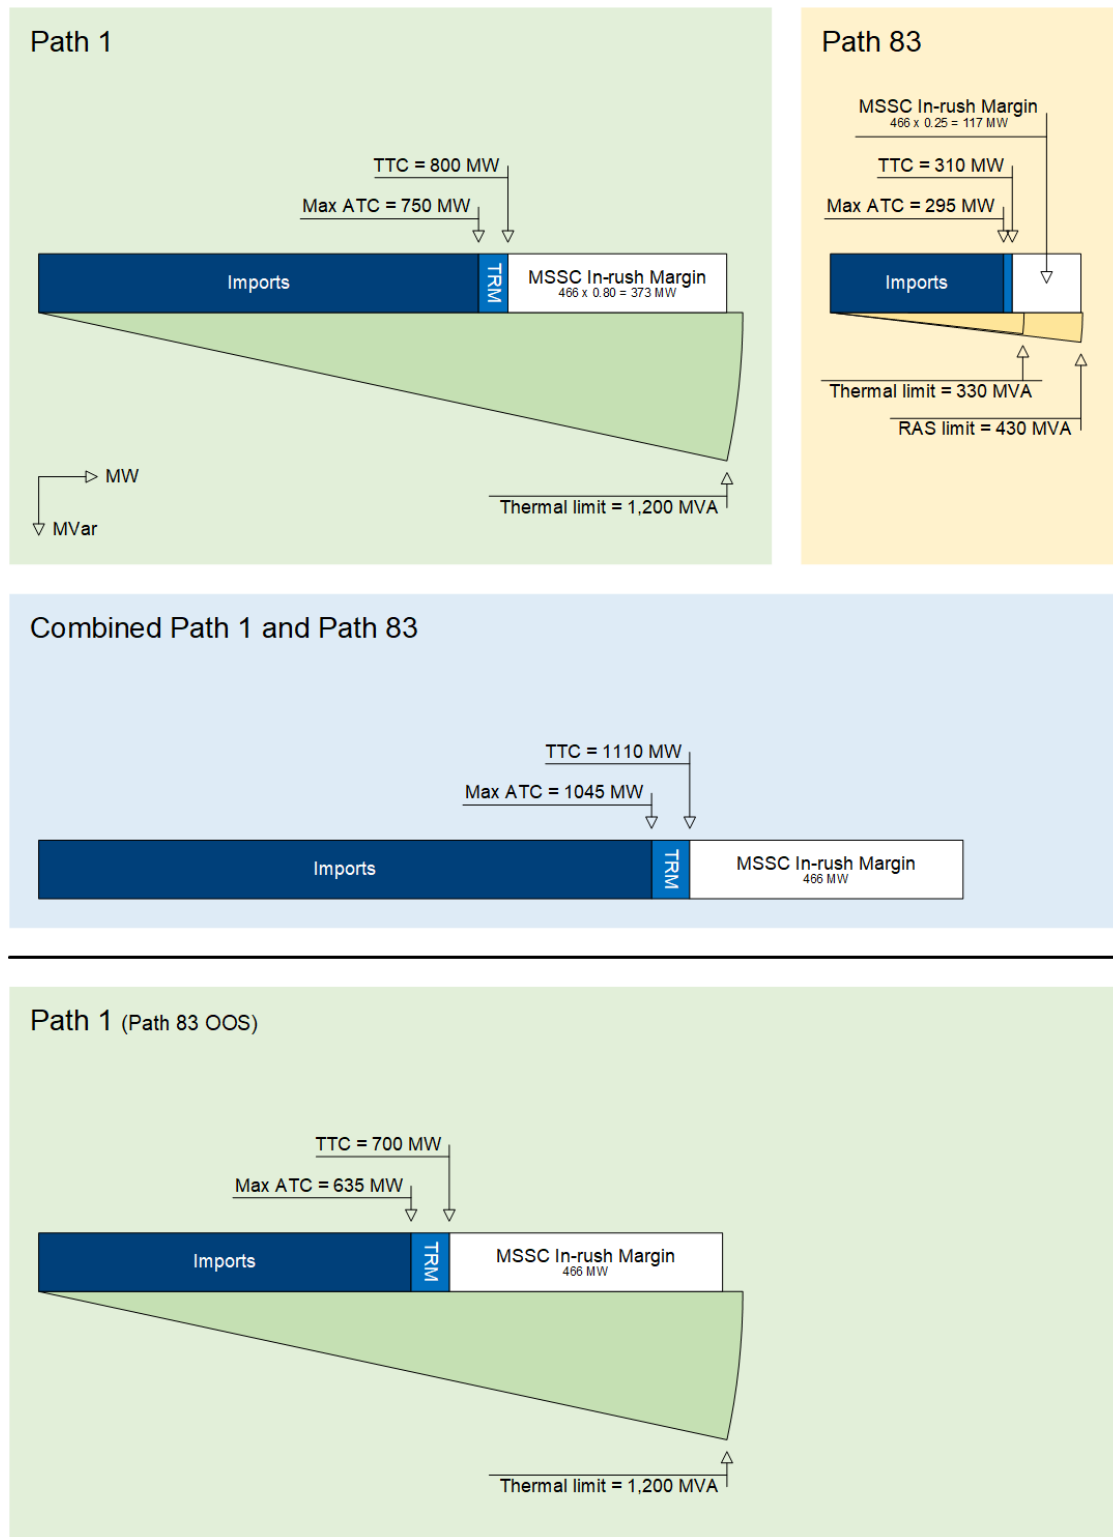 Path 1
TTC = 800 MW
Max ATC = 750 MW
Imports
TRM
MSSC In-rush Margin
466 x 0.80 = 373 MW
MW
MVar
Thermal limit = 1,200 MVA
Path 83
MSSC In-rush Margin
466 x 0.25 = 117 MW
TTC = 310 MW
Max ATC = 295 MW
Imports
Thermal limit = 330 MVA
RAS limit = 430 MVA
Combined Path 1 and Path 83
TTC = 1110 MW
Max ATC = 1045 MW
Imports
TRM
MSSC In-rush Margin
466 MW
Path 1 (Path 83 OOS)
TTC = 700 MW
Max ATC = 635 MW
Imports
TRM
MSSC In-rush Margin
466 MW
Thermal limit = 1,200 MVA